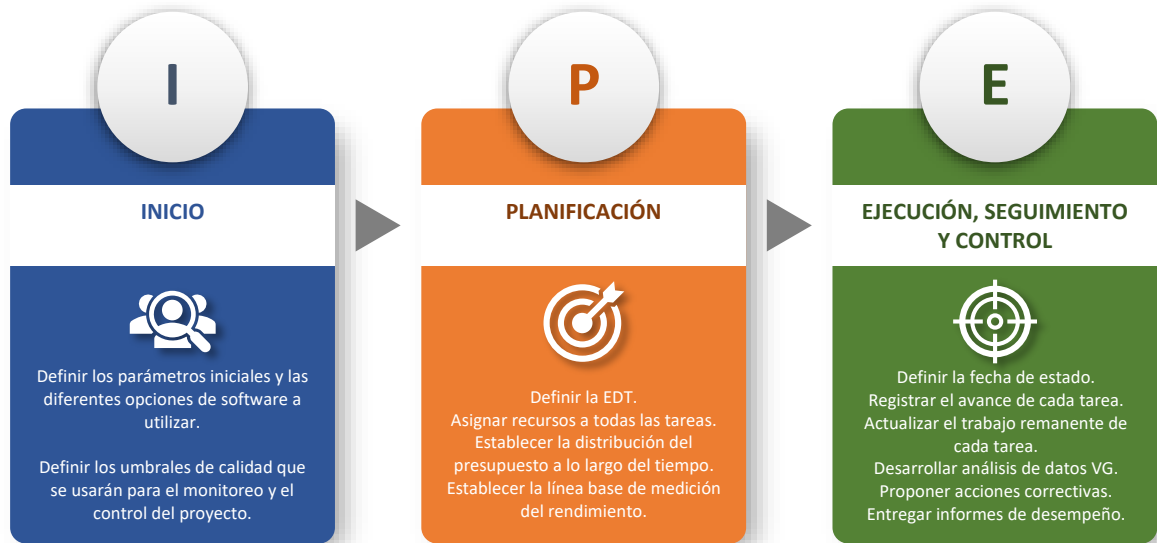 I
INICIO
Definir los parámetros iniciales y las
diferentes opciones de software a
utilizar.
Definir los umbrales de calidad que
se usarán para el monitoreo y el
control del proyecto.
P
PLANIFICACIÓN
Definir la EDT.
Asignar recursos a todas las tareas.
Establecer la distribución del
presupuesto a lo largo del tiempo.
Establecer la línea base de medición
del rendimiento.
E
EJECUCIÓN, SEGUIMIENTO
Y CONTROL
Definir la fecha de estado.
Registrar el avance de cada tarea.
Actualizar el trabajo remanente de
cada tarea.
Desarrollar análisis de datos VG.
Proponer acciones correctivas.
Entregar informes de desempeño.